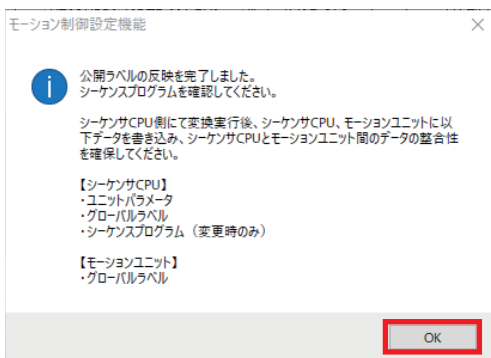 モーション制御設定機能
公開ラベルの反映を完了しました。
シーケンスプログラムを確認してください。
シーケンサCPU側にて変換実行後、シーケンサCPU、モーションユニットに以
下データを書き込み、シーケンサCPUとモーションユニット間のデータの整合性
を確保してください。
【シーケンサCPU】
・ユニットパラメータ
・グローバルラベル
・シーケンスプログラム（変更時のみ）
【モーションユニット】
・グローバルラベル
OK